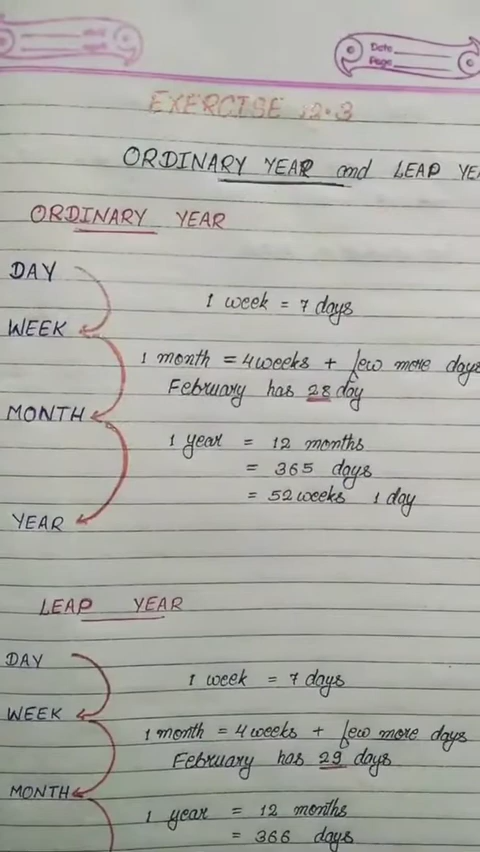 Date
Page
EXERCISE 12.3
ORDINARY YEAR and LEAP YE
ORDINARY YEAR
DAY
1 week = 7 days
WEEK
1 month = 4 weeks + few more days
February has 28 day
MONTH
1 year = 12 months
= 365 days
= 52 weeks 1 day
YEAR
LEAP YEAR
DAY
1 week = 7 days
WEEK
1 month = 4 weeks + few more days
February has 29 days
MONTH
1 year = 12 months
= 366 days